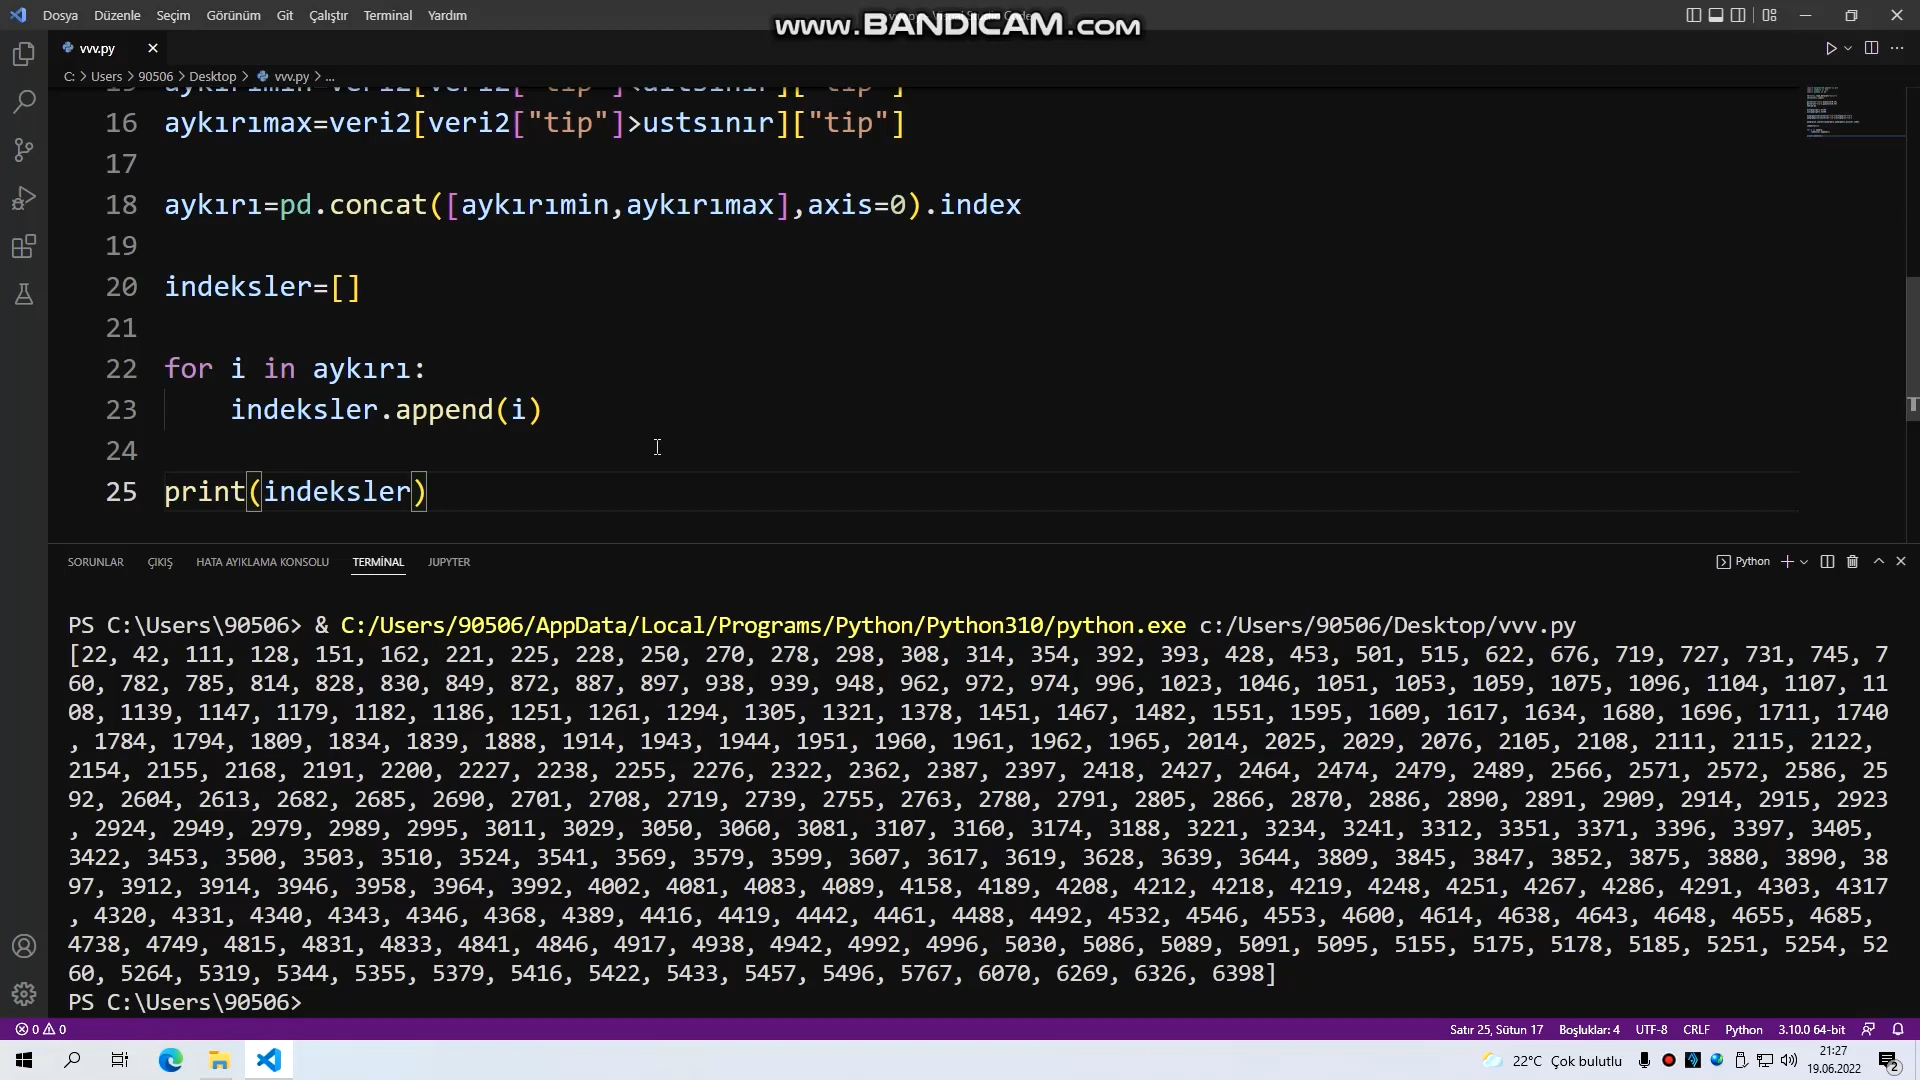 Dosya Düzenle Seçim Görünüm Git Çalıştır Terminal Yardım
www.BANDICAM.com
vvv.py
C: > Users > 90506 > Desktop > vvv.py > ...
16 aykırımax=veri2[veri2["tip"]>ustsınır]["tip"]
17
18 aykırı=pd.concat([aykırımin,aykırımax],axis=0).index
19
20 indeksler=[]
21
22 for i in aykırı:
23 indeksler.append(i)
24
25 print(indeksler)
SORUNLAR ÇIKIŞ HATA AYIKLAMA KONSOLU TERMİNAL JUPYTER
Python
PS C:\Users\90506> & C:/Users/90506/AppData/Local/Programs/Python/Python310/python.exe c:/Users/90506/Desktop/vvv.py
[22, 42, 111, 128, 151, 162, 221, 225, 228, 250, 270, 278, 298, 308, 314, 354, 392, 393, 428, 453, 501, 515, 622, 676, 719, 727, 731, 745, 7
60, 782, 785, 814, 828, 830, 849, 872, 887, 897, 938, 939, 948, 962, 972, 974, 996, 1023, 1046, 1051, 1053, 1059, 1075, 1096, 1104, 1107, 11
08, 1139, 1147, 1179, 1182, 1186, 1251, 1261, 1294, 1305, 1321, 1378, 1451, 1467, 1482, 1551, 1595, 1609, 1617, 1634, 1680, 1696, 1711, 1740
, 1784, 1794, 1809, 1834, 1839, 1888, 1914, 1943, 1944, 1951, 1960, 1961, 1962, 1965, 2014, 2025, 2029, 2076, 2105, 2108, 2111, 2115, 2122,
2154, 2155, 2168, 2191, 2200, 2227, 2238, 2255, 2276, 2322, 2362, 2387, 2397, 2418, 2427, 2464, 2474, 2479, 2489, 2566, 2571, 2572, 2586, 25
92, 2604, 2613, 2682, 2685, 2690, 2701, 2708, 2719, 2739, 2755, 2763, 2780, 2791, 2805, 2866, 2870, 2886, 2890, 2891, 2909, 2914, 2915, 2923
, 2924, 2949, 2979, 2989, 2995, 3011, 3029, 3050, 3060, 3081, 3107, 3160, 3174, 3188, 3221, 3234, 3241, 3312, 3351, 3371, 3396, 3397, 3405,
3422, 3453, 3500, 3503, 3510, 3524, 3541, 3569, 3579, 3599, 3607, 3617, 3619, 3628, 3639, 3644, 3809, 3845, 3847, 3852, 3875, 3880, 3890, 38
97, 3912, 3914, 3946, 3958, 3964, 3992, 4002, 4081, 4083, 4089, 4158, 4189, 4208, 4212, 4218, 4219, 4248, 4251, 4267, 4286, 4291, 4303, 4317
, 4320, 4331, 4340, 4343, 4346, 4368, 4389, 4416, 4419, 4442, 4461, 4488, 4492, 4532, 4546, 4553, 4600, 4614, 4638, 4643, 4648, 4655, 4685,
4738, 4749, 4815, 4831, 4833, 4841, 4846, 4917, 4938, 4942, 4992, 4996, 5030, 5086, 5089, 5091, 5095, 5155, 5175, 5178, 5185, 5251, 5254, 52
60, 5264, 5319, 5344, 5355, 5379, 5416, 5422, 5433, 5457, 5496, 5767, 6070, 6269, 6326, 6398]
PS C:\Users\90506>
0 0 Satır 25, Sütun 17 Boşluklar: 4 UTF-8 CRLF Python 3.10.0 64-bit
22°C Çok bulutlu
21:27
19.06.2022
2